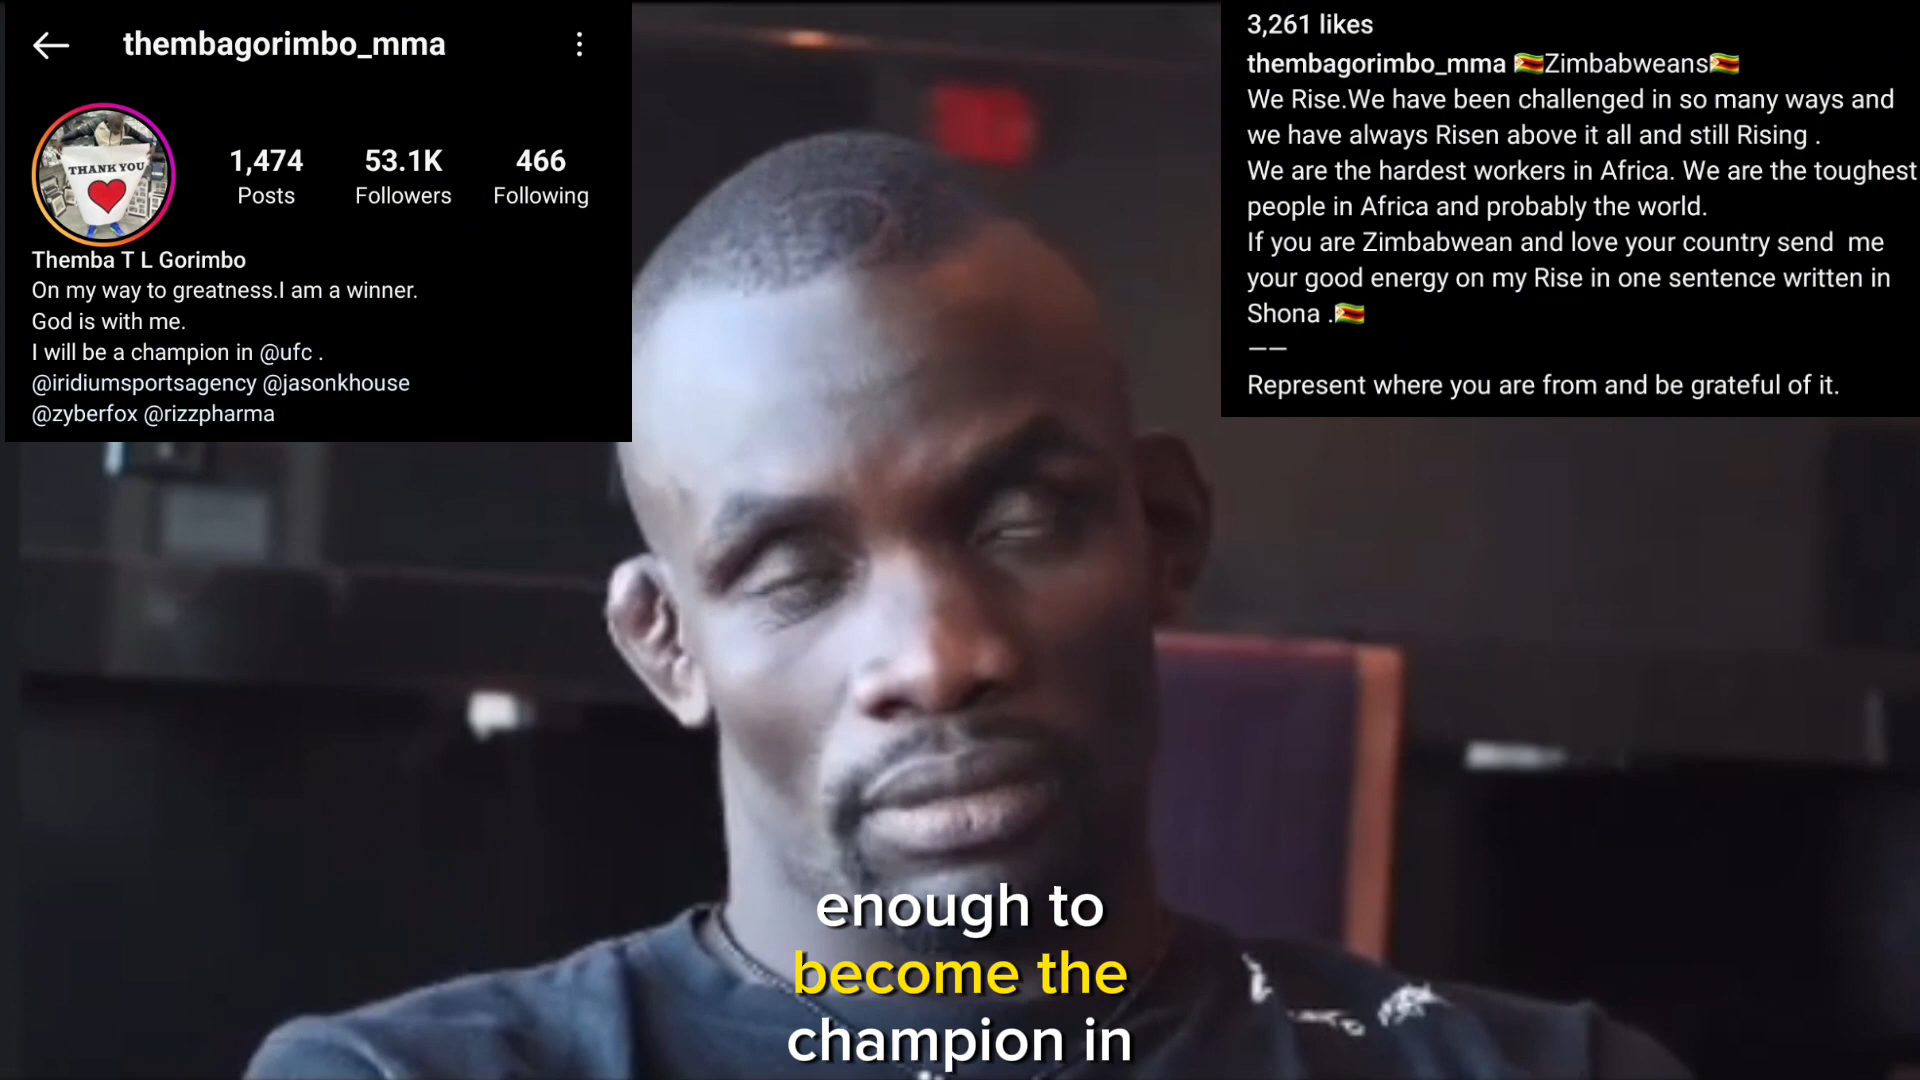 thembagorimbo_mma
THANK YOU
1,474
53.1K
466
Posts
Followers
Following
Themba T L Gorimbo
On my way to greatness.I am a winner.
God is with me.
I will be a champion in @ufc .
@iridiumsportsagency @jasonkhouse
@zyberfox @rizzpharma
3,261 likes
thembagorimbo_mma 🇿🇼Zimbabweans🇿🇼
We Rise.We have been challenged in so many ways and
we have always Risen above it all and still Rising .
We are the hardest workers in Africa. We are the toughest
people in Africa and probably the world.
If you are Zimbabwean and love your country send  me
your good energy on my Rise in one sentence written in
Shona .🇿🇼
——
Represent where you are from and be grateful of it.
enough to
become the
champion in